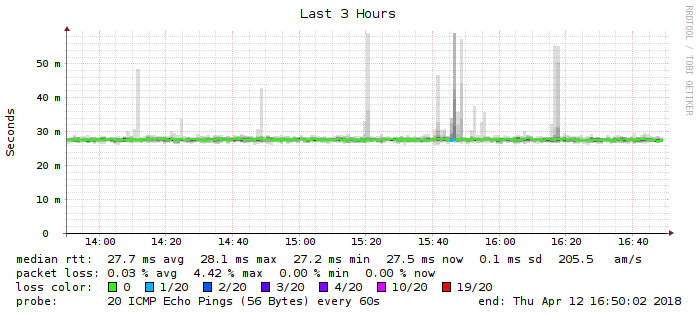 Last 3 Hours
RRDTOOL / TOBI OETIKER
Seconds
50 m
40 m
30 m
20 m
10 m
0
14:00 14:20 14:40 15:00 15:20 15:40 16:00 16:20 16:40
median rtt: 27.7 ms avg 28.1 ms max 27.2 ms min 27.5 ms now 0.1 ms sd 205.5 am/s
packet loss: 0.03 % avg 4.42 % max 0.00 % min 0.00 % now
loss color: 0 1/20 2/20 3/20 4/20 10/20 19/20
probe: 20 ICMP Echo Pings (56 Bytes) every 60s end: Thu Apr 12 16:50:02 2018